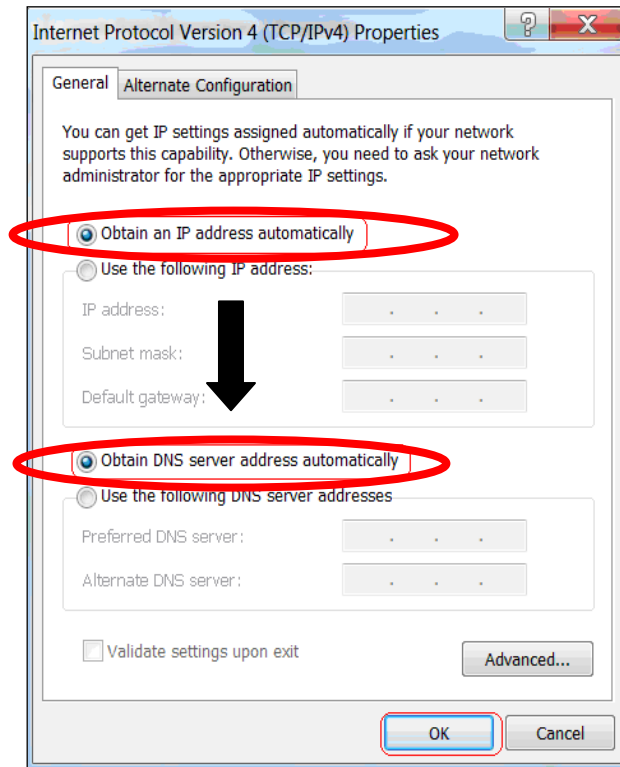 Internet Protocol Version 4 (TCP/IPv4) Properties
General
Alternate Configuration
You can get IP settings assigned automatically if your network
supports this capability. Otherwise, you need to ask your network
administrator for the appropriate IP settings.
Obtain an IP address automatically
Use the following IP address:
IP address:
Subnet mask:
Default gateway:
Obtain DNS server address automatically
Use the following DNS server addresses
Preferred DNS server:
Alternate DNS server:
Validate settings upon exit
Advanced...
OK
Cancel